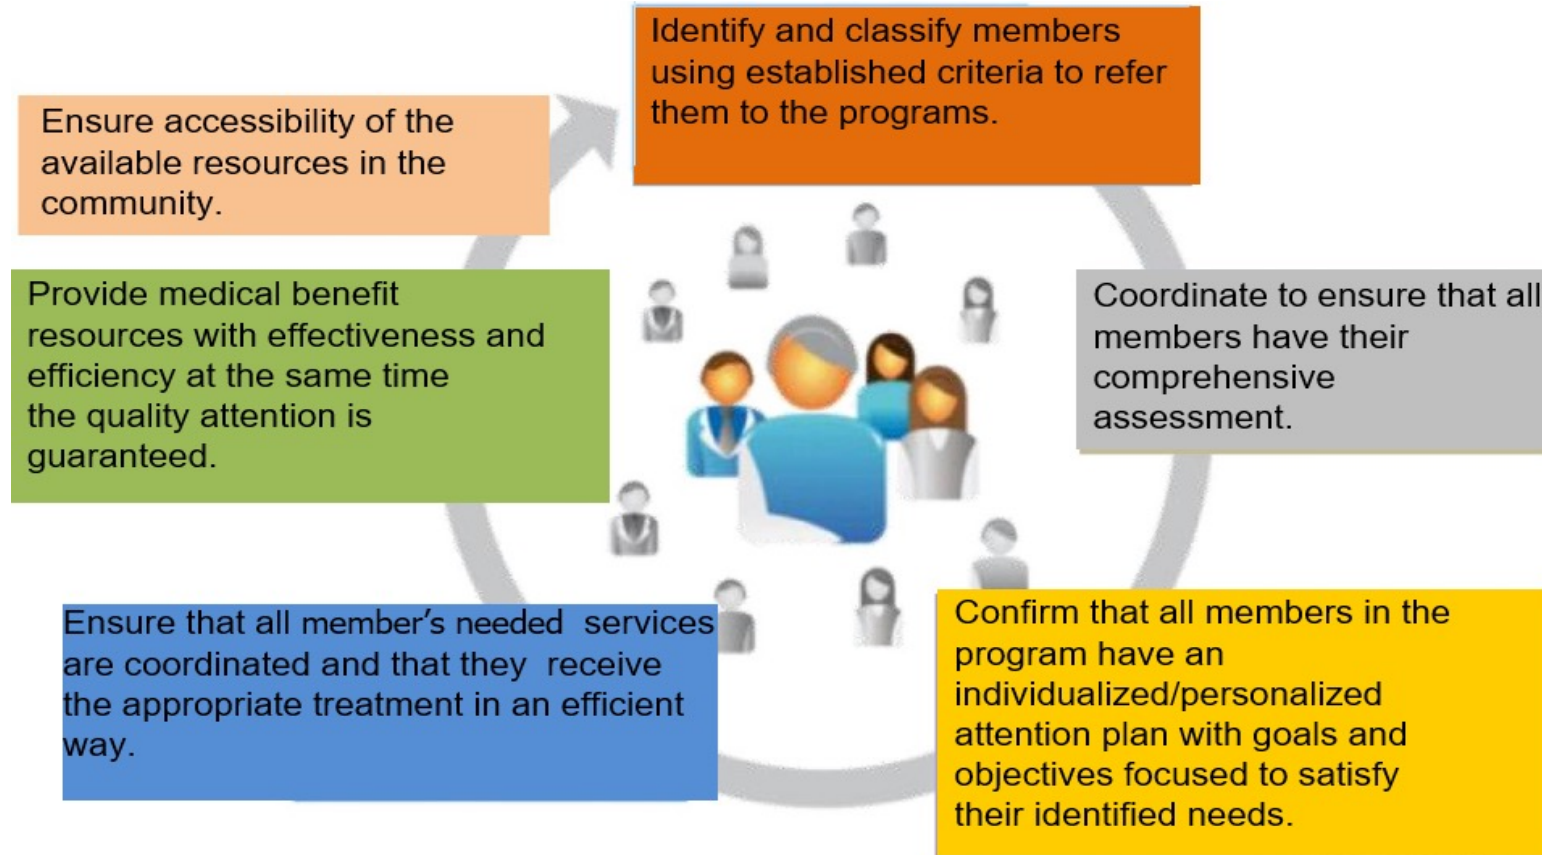 Identify and classify members
using established criteria to refer
them to the programs.
Coordinate to ensure that all
members have their
comprehensive
assessment.
Confirm that all members in the
program have an
individualized/personalized
attention plan with goals and
objectives focused to satisfy
their identified needs.
Ensure that all member’s needed services
are coordinated and that they receive
the appropriate treatment in an efficient
way.
Provide medical benefit
resources with effectiveness and
efficiency at the same time
the quality attention is
guaranteed.
Ensure accessibility of the
available resources in the
community.